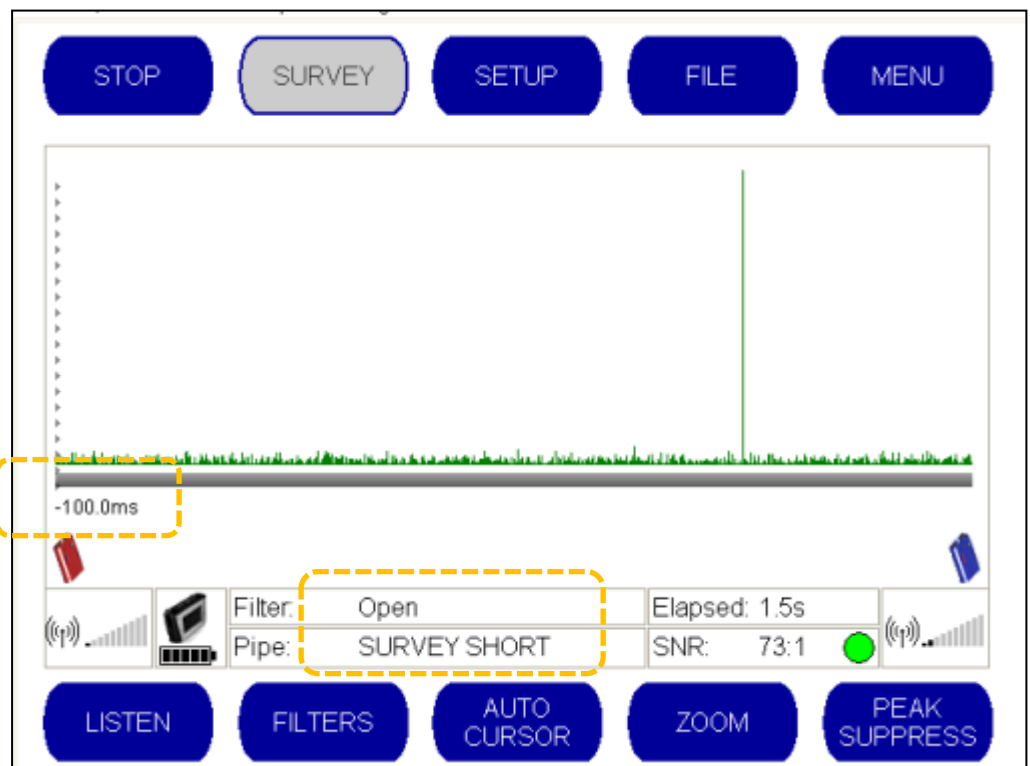 STOP
SURVEY
SETUP
FILE
MENU
-100.0ms
Filter: Open
Elapsed: 1.5s
Pipe: SURVEY SHORT
SNR: 73:1
LISTEN
FILTERS
AUTO
CURSOR
ZOOM
PEAK
SUPPRESS